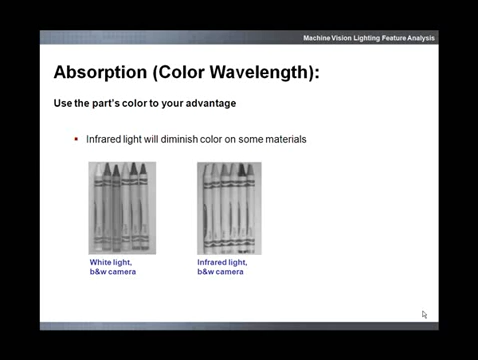 Machine Vision Lighting Feature Analysis
Absorption (Color Wavelength):
Use the part's color to your advantage
Infrared light will diminish color on some materials
White light,
b&w camera
Infrared light,
b&w camera